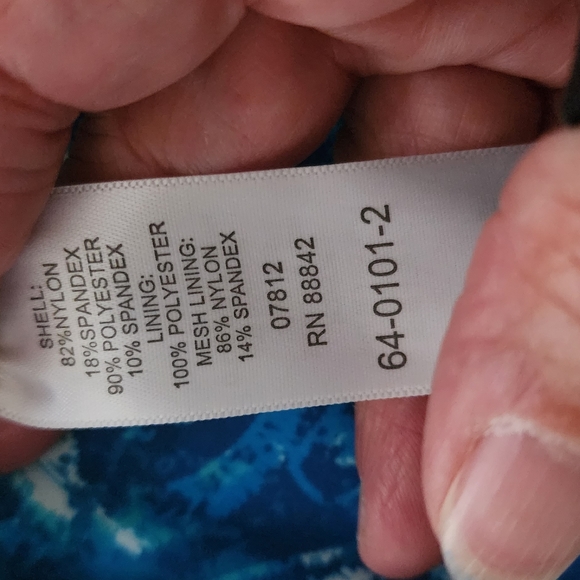 SHELL:
82%NYLON
18%SPANDEX
90% POLYESTER
10% SPANDEX
LINING:
100% POLYESTER
MESH LINING:
86% NYLON
14% SPANDEX
07812
RN 88842
64-0101-2